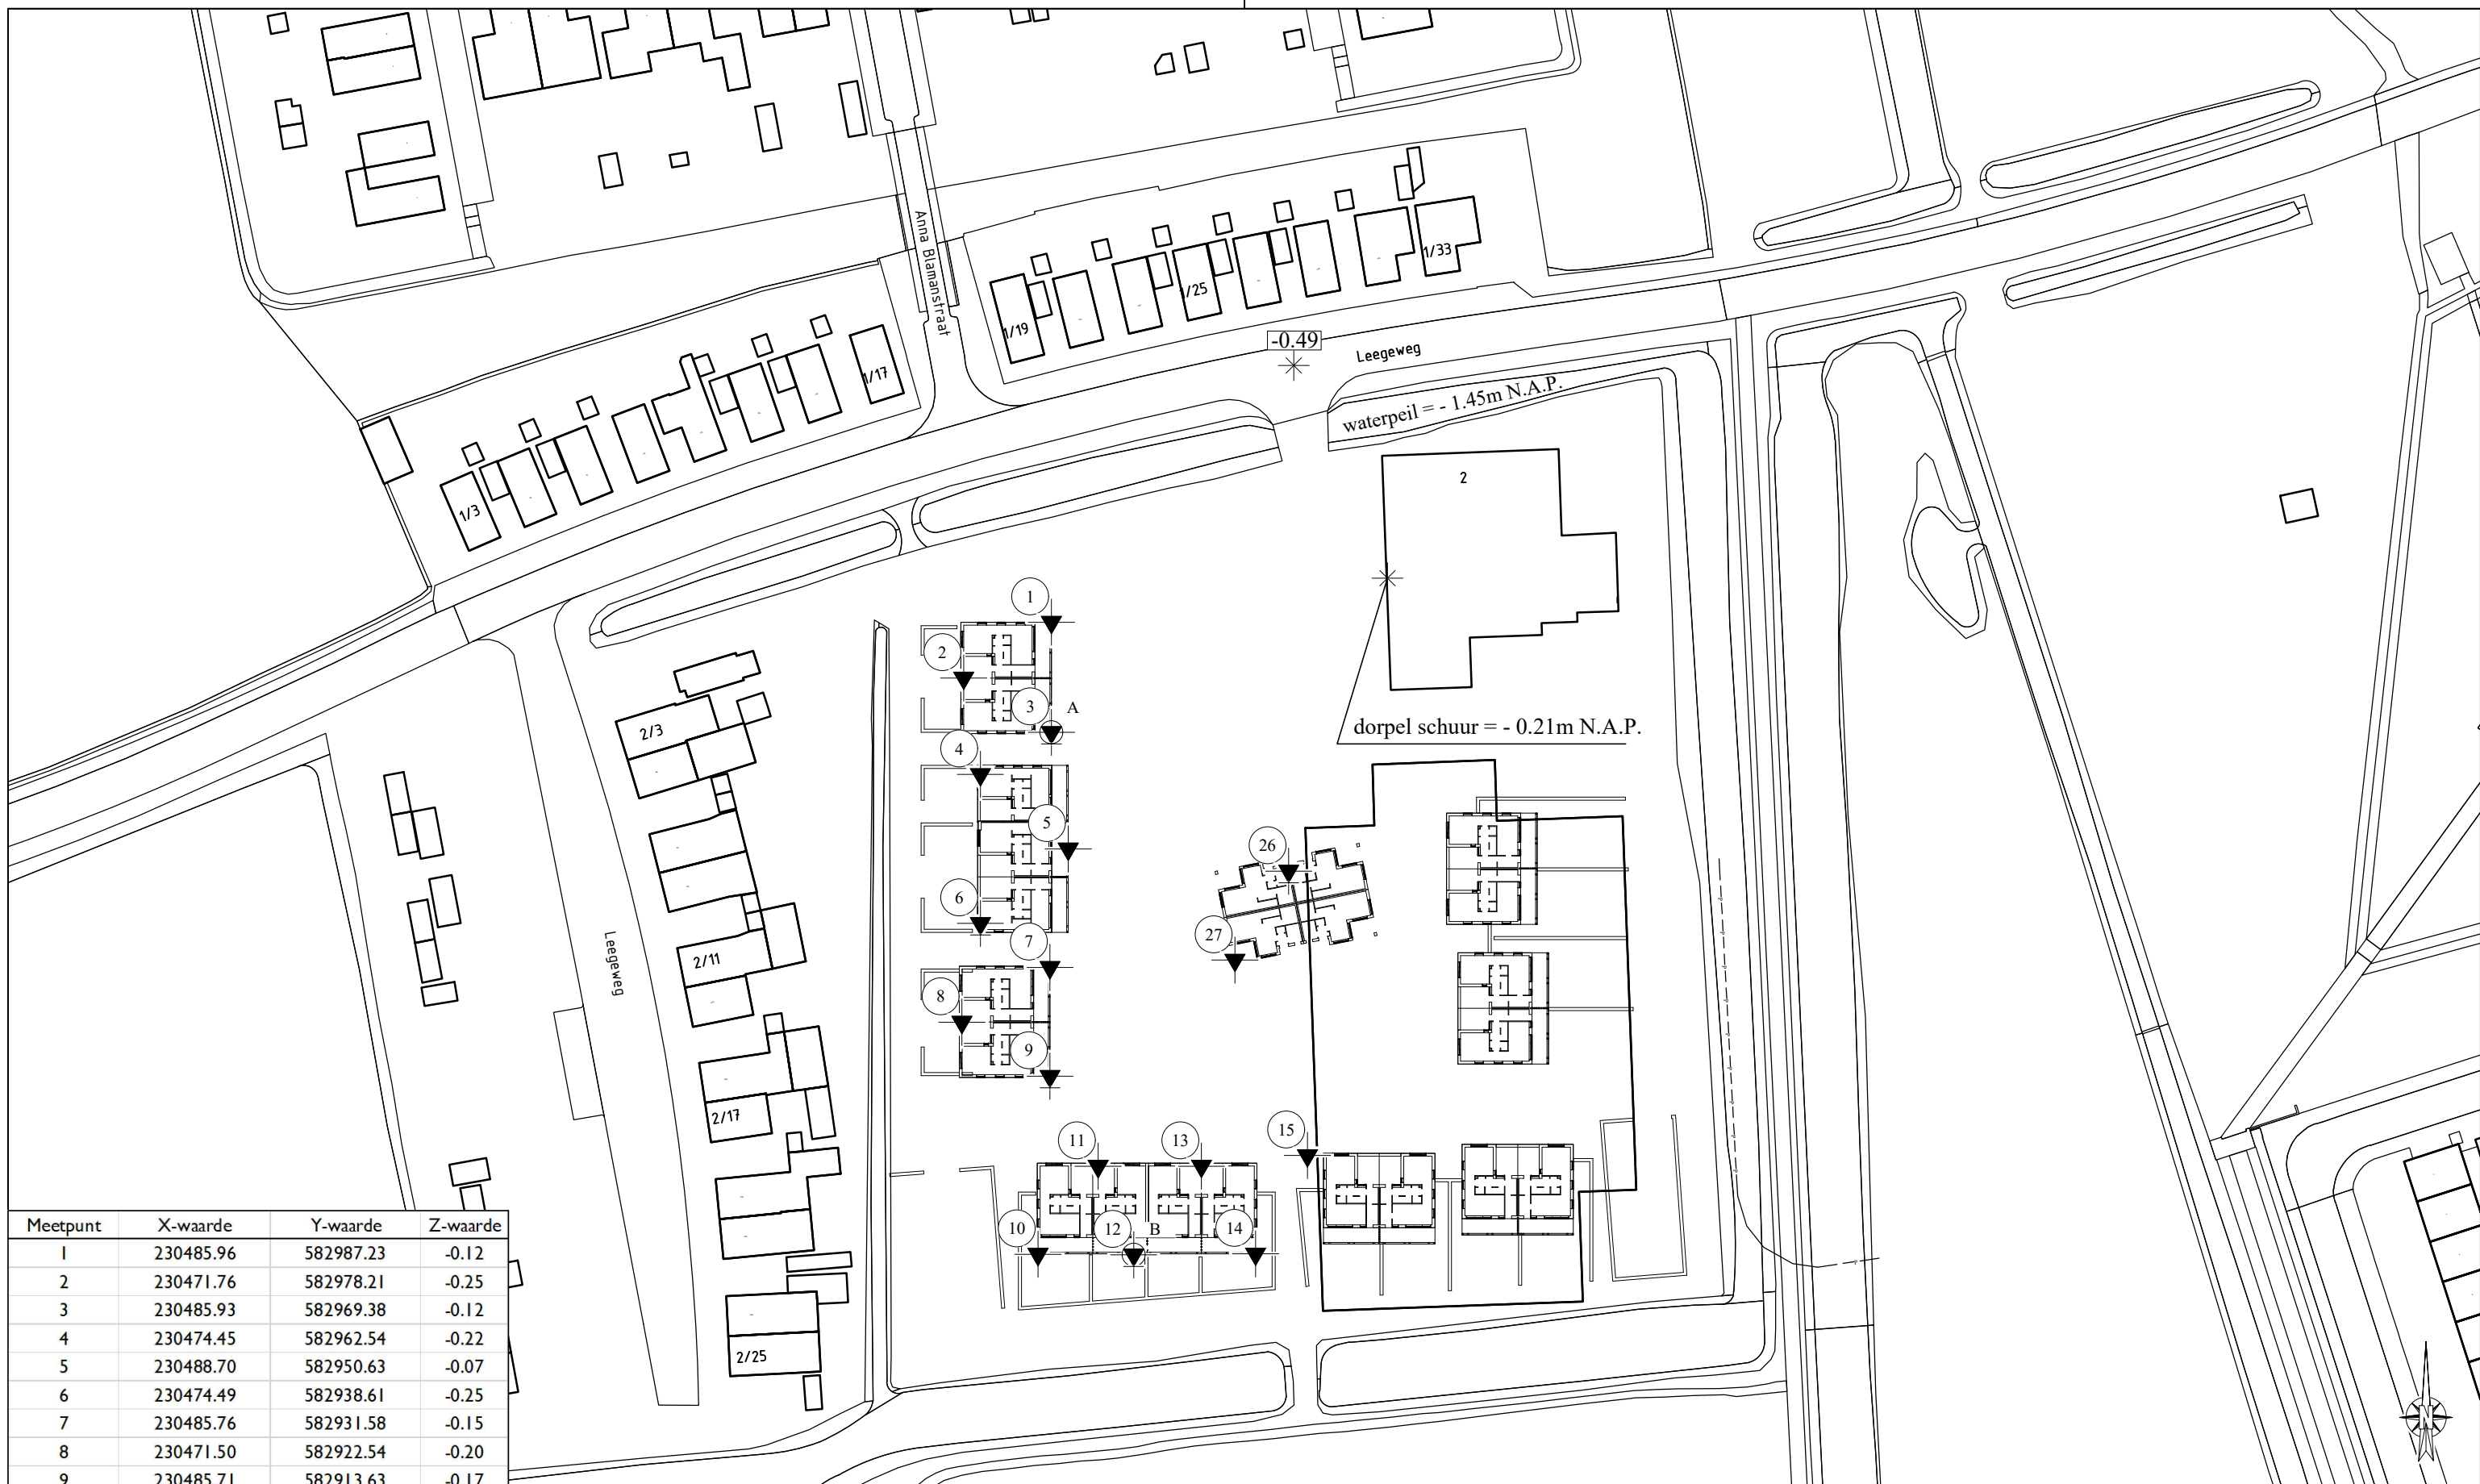 Anna Blamanstraat
1/33
1/25
1/19
-0.49
Leegeweg
1/17
waterpeil = - 1.45m N.A.P.
2
1/3
1
2
3
A
2/3
dorpel schuur = - 0.21m N.A.P.
4
5
26
6
27
7
2/11
Leegeweg
8
9
2/17
11
13
15
10
12
B
14
2/25
N
Meetpunt X-waarde Y-waarde Z-waarde
1 230485.96 582987.23 -0.12
2 230471.76 582978.21 -0.25
3 230485.93 582969.38 -0.12
4 230474.45 582962.54 -0.22
5 230488.70 582950.63 -0.07
6 230474.49 582938.61 -0.25
7 230485.76 582931.58 -0.15
8 230471.50 582922.54 -0.20
9 230485.71 582913.63 -0.17